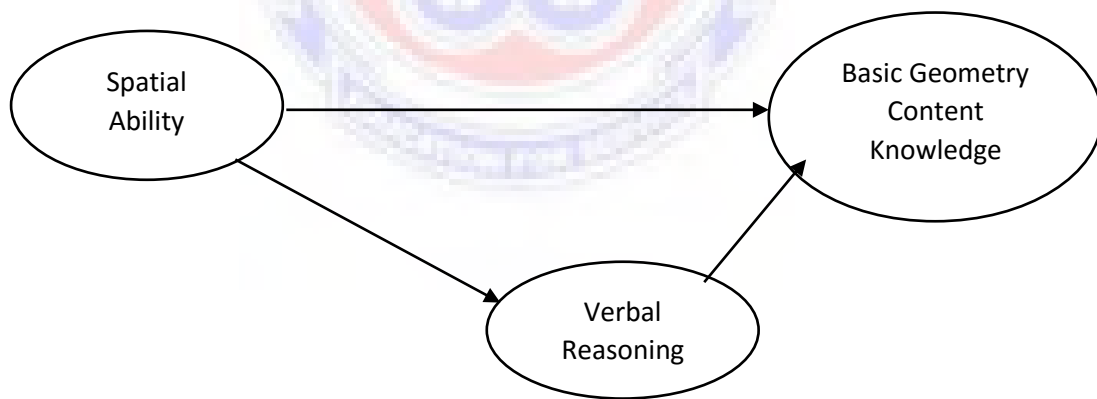 Spatial
Ability
Basic Geometry
Content
Knowledge
Verbal
Reasoning